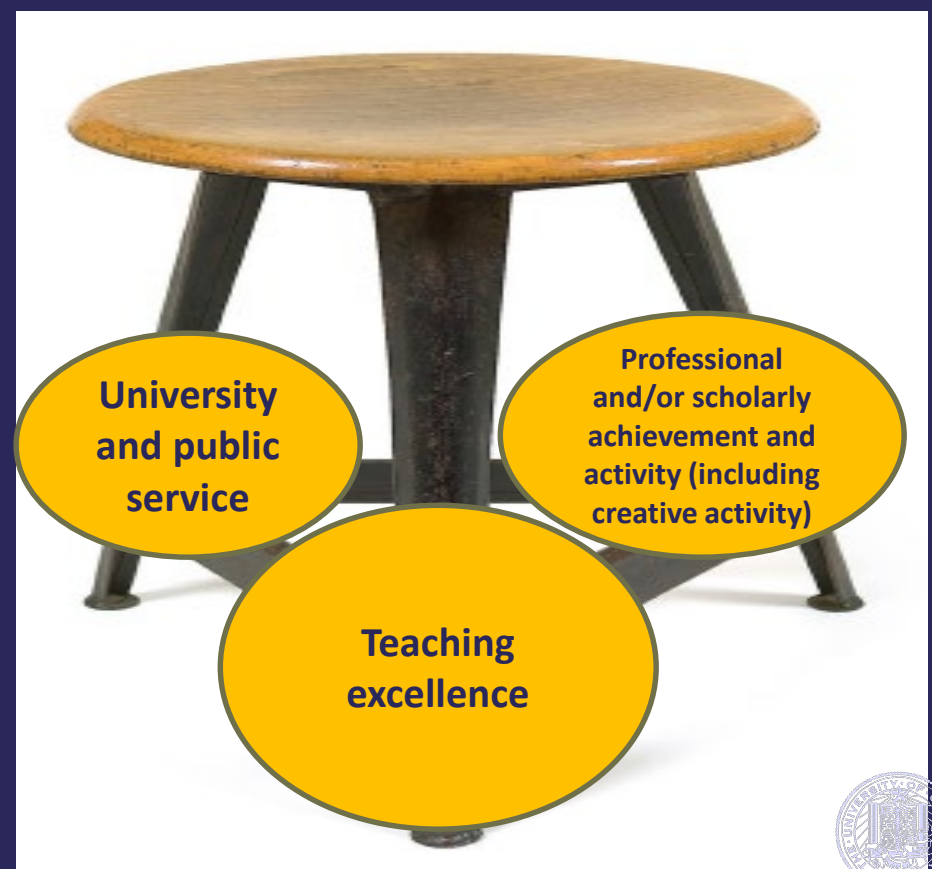 University
and public
service
Professional
and/or scholarly
achievement and
activity (including
creative activity)
Teaching
excellence